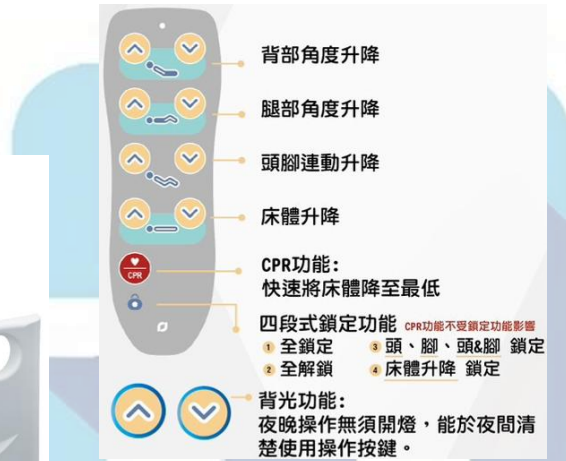 背部角度升降
腿部角度升降
頭腳連動升降
床體升降
CPR
CPR功能:
快速將床體降至最低
四段式鎖定功能 CPR功能不受鎖定功能影響
1 全鎖定 3 頭、腳、頭&腳 鎖定
2 全解鎖 4 床體升降 鎖定
背光功能:
夜晚操作無須開燈,能於夜間清
楚使用操作按鍵。